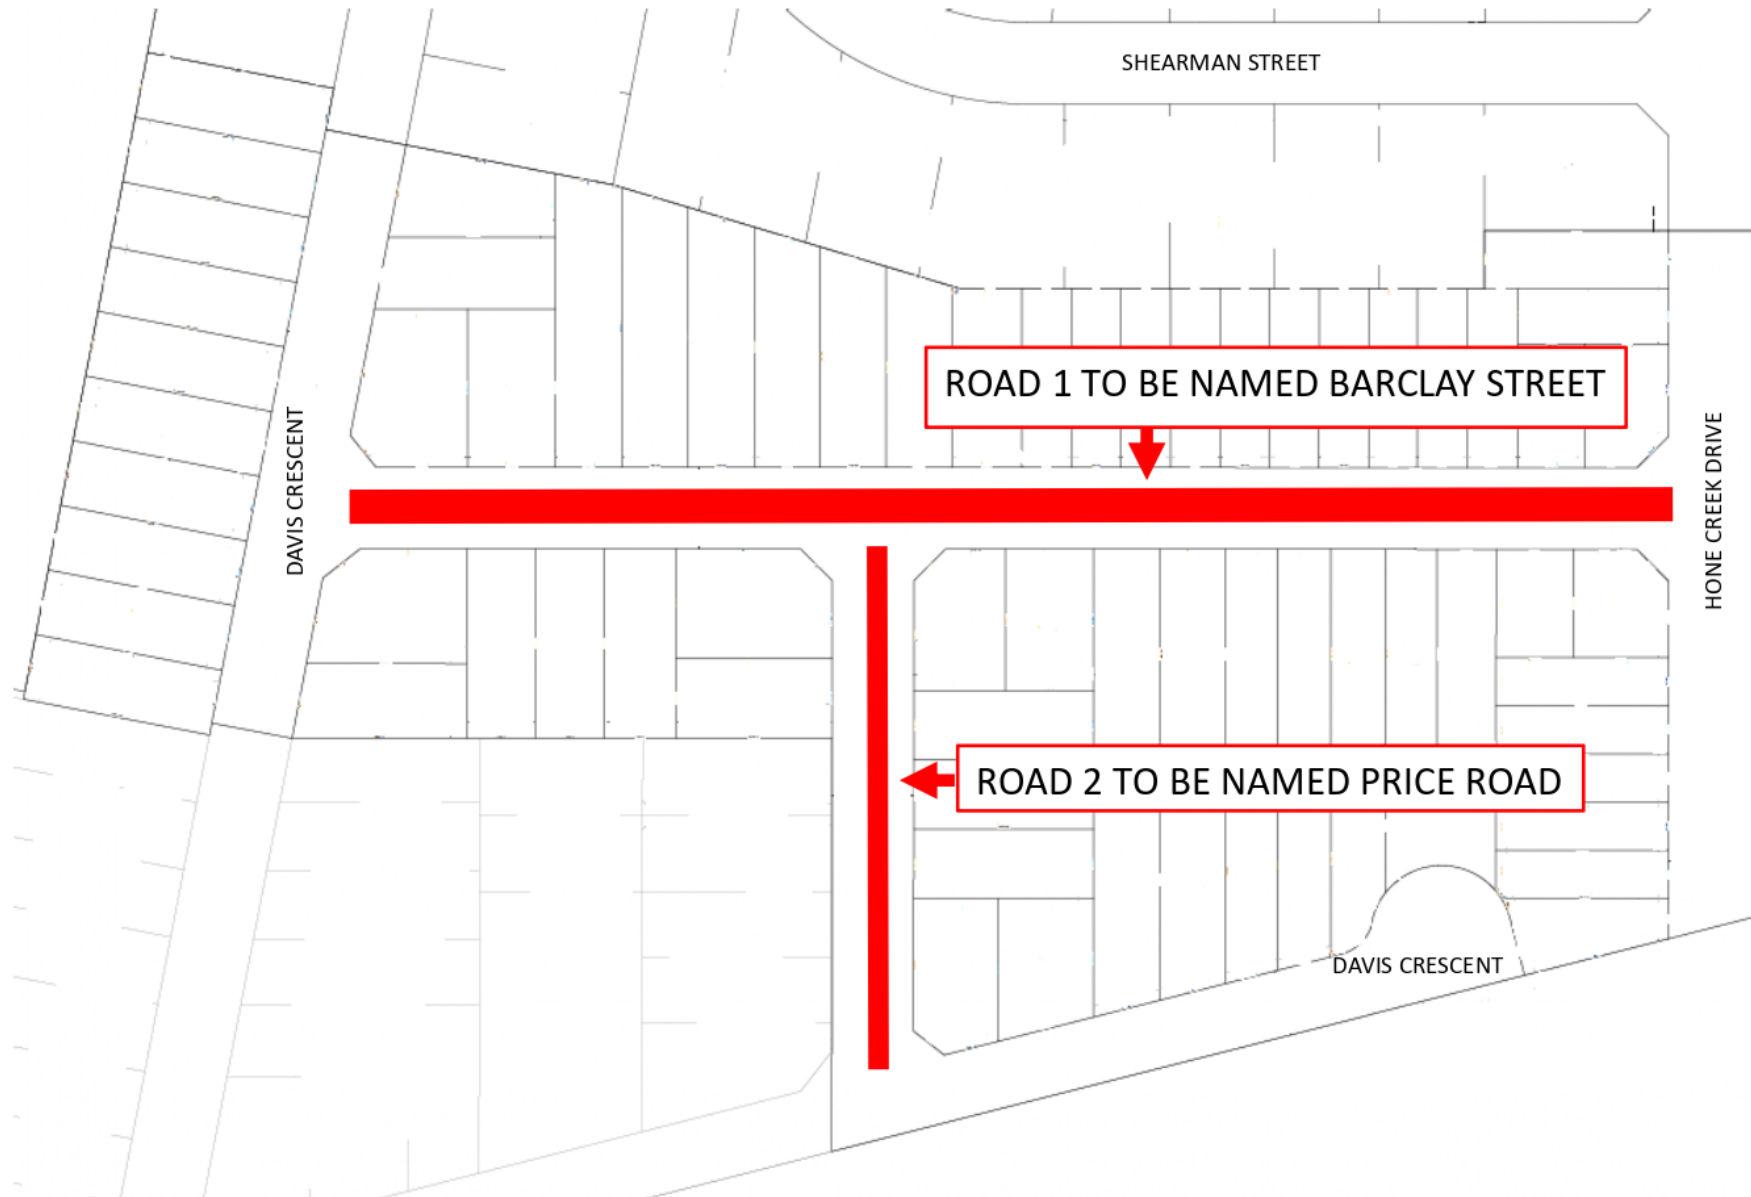 SHEARMAN STREET
ROAD 1 TO BE NAMED BARCLAY STREET
DAVIS CRESCENT
HONE CREEK DRIVE
ROAD 2 TO BE NAMED PRICE ROAD
DAVIS CRESCENT